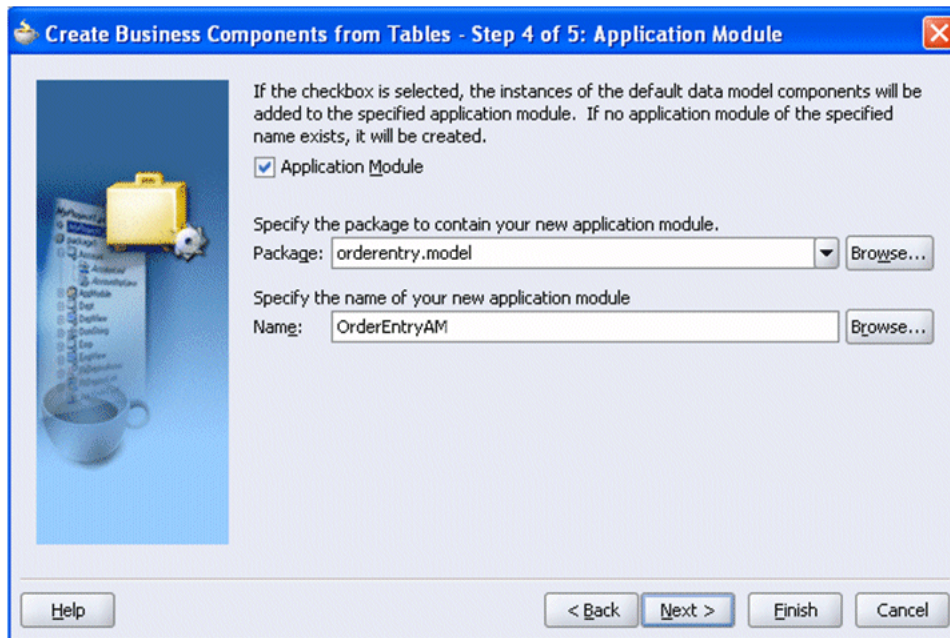 Create Business Components from Tables - Step 4 of 5: Application Module
If the checkbox is selected, the instances of the default data model components will be
added to the specified application module. If no application module of the specified
name exists, it will be created.
Application Module
Specify the package to contain your new application module.
Package: orderentry.model Browse...
Specify the name of your new application module
Name: OrderEntryAM Browse...
Help < Back Next > Finish Cancel